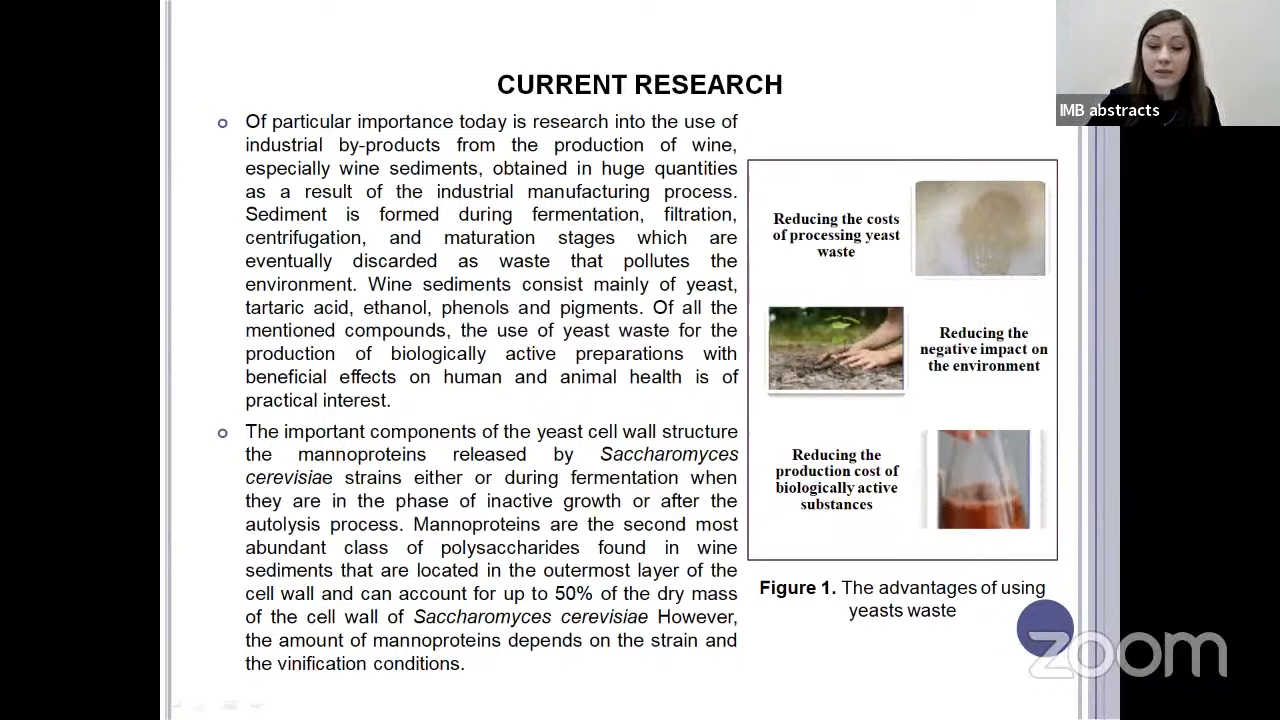 CURRENT RESEARCH
Of particular importance today is research into the use of
industrial by-products from the production of wine,
especially wine sediments, obtained in huge quantities
as a result of the industrial manufacturing process.
Sediment is formed during fermentation, filtration,
centrifugation, and maturation stages which are
eventually discarded as waste that pollutes the
environment. Wine sediments consist mainly of yeast,
tartaric acid, ethanol, phenols and pigments. Of all the
mentioned compounds, the use of yeast waste for the
production of biologically active preparations with
beneficial effects on human and animal health is of
practical interest.
The important components of the yeast cell wall structure
the mannoproteins released by Saccharomyces
cerevisiae strains either or during fermentation when
they are in the phase of inactive growth or after the
autolysis process. Mannoproteins are the second most
abundant class of polysaccharides found in wine
sediments that are located in the outermost layer of the
cell wall and can account for up to 50% of the dry mass
of the cell wall of Saccharomyces cerevisiae However,
the amount of mannoproteins depends on the strain and
the vinification conditions.
Reducing the costs
of processing yeast
waste
Reducing the
negative impact on
the environment
Reducing the
production cost of
biologically active
substances
Figure 1. The advantages of using
yeasts waste
IMB abstracts
zoom